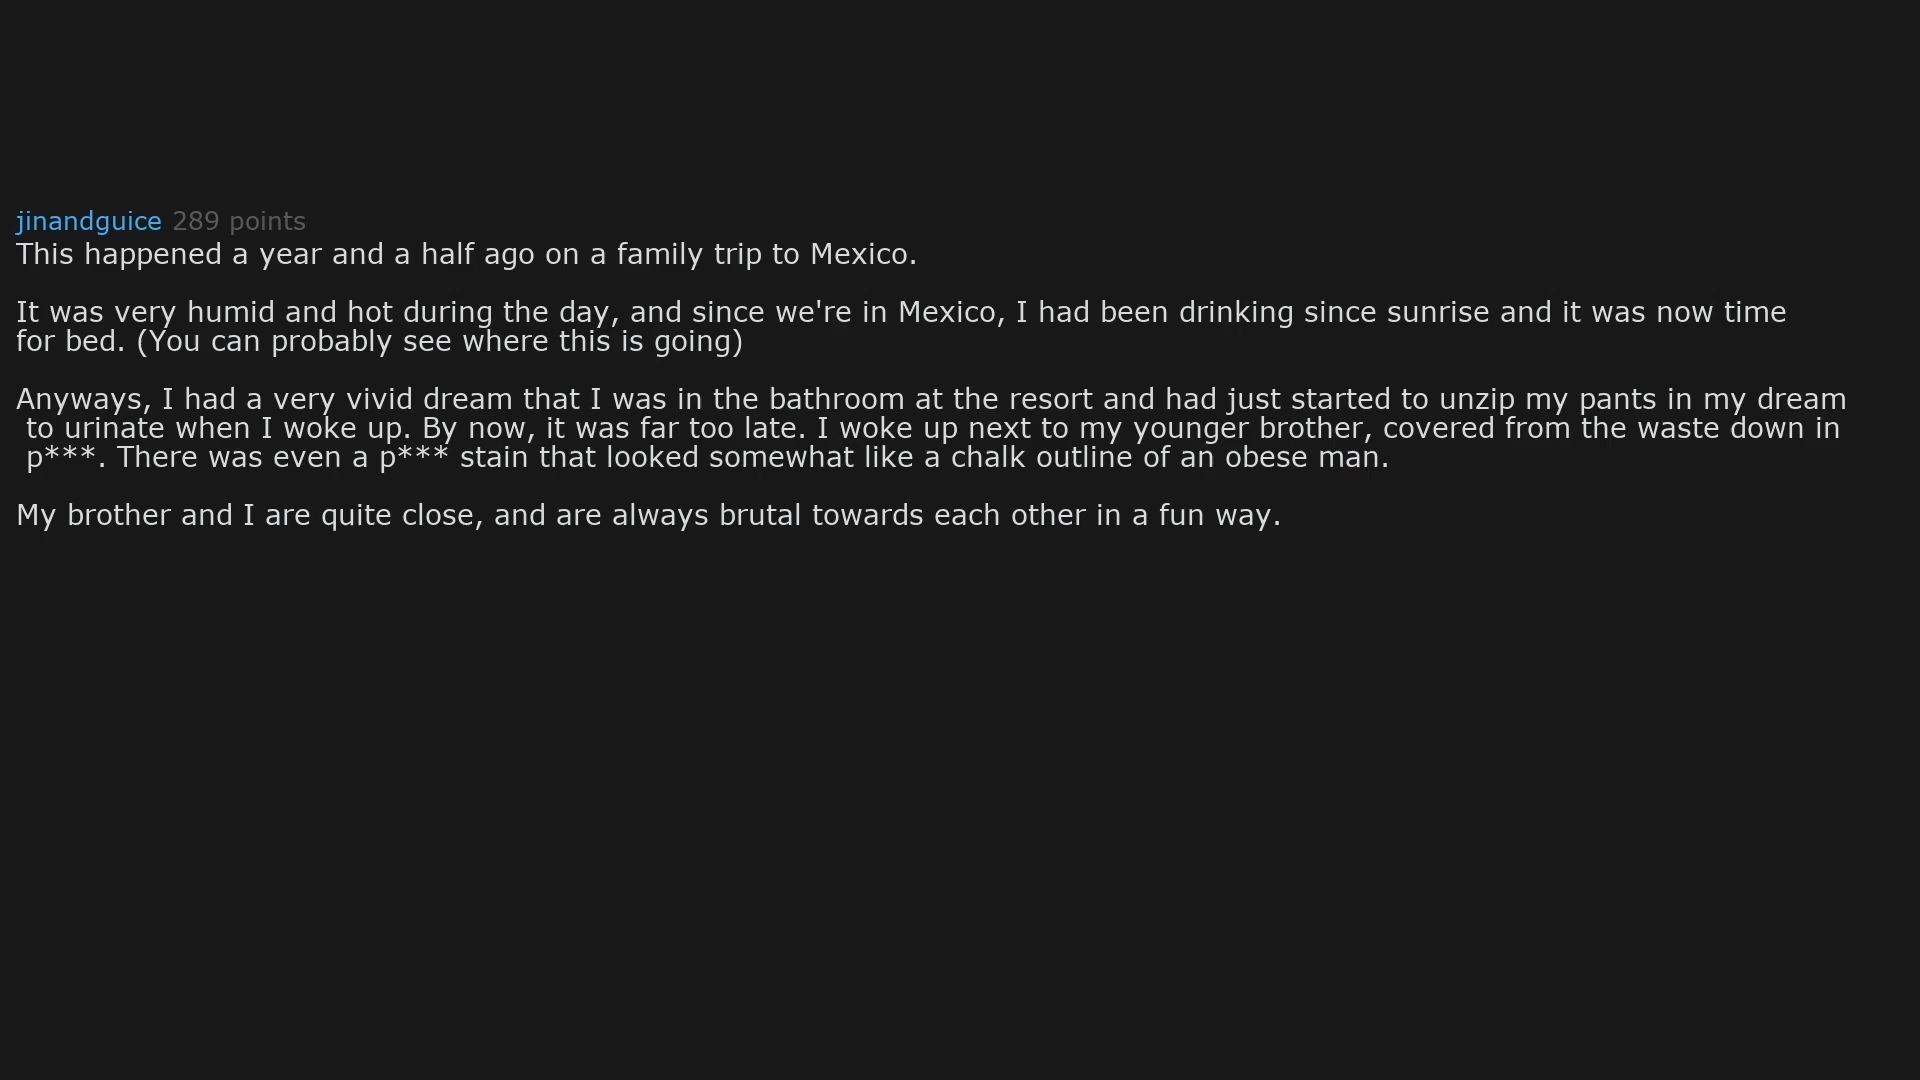 jinandguice 289 points
This happened a year and a half ago on a family trip to Mexico.
It was very humid and hot during the day, and since we're in Mexico, I had been drinking since sunrise and it was now time
for bed. (You can probably see where this is going)
Anyways, I had a very vivid dream that I was in the bathroom at the resort and had just started to unzip my pants in my dream
to urinate when I woke up. By now, it was far too late. I woke up next to my younger brother, covered from the waste down in
p***. There was even a p*** stain that looked somewhat like a chalk outline of an obese man.
My brother and I are quite close, and are always brutal towards each other in a fun way.